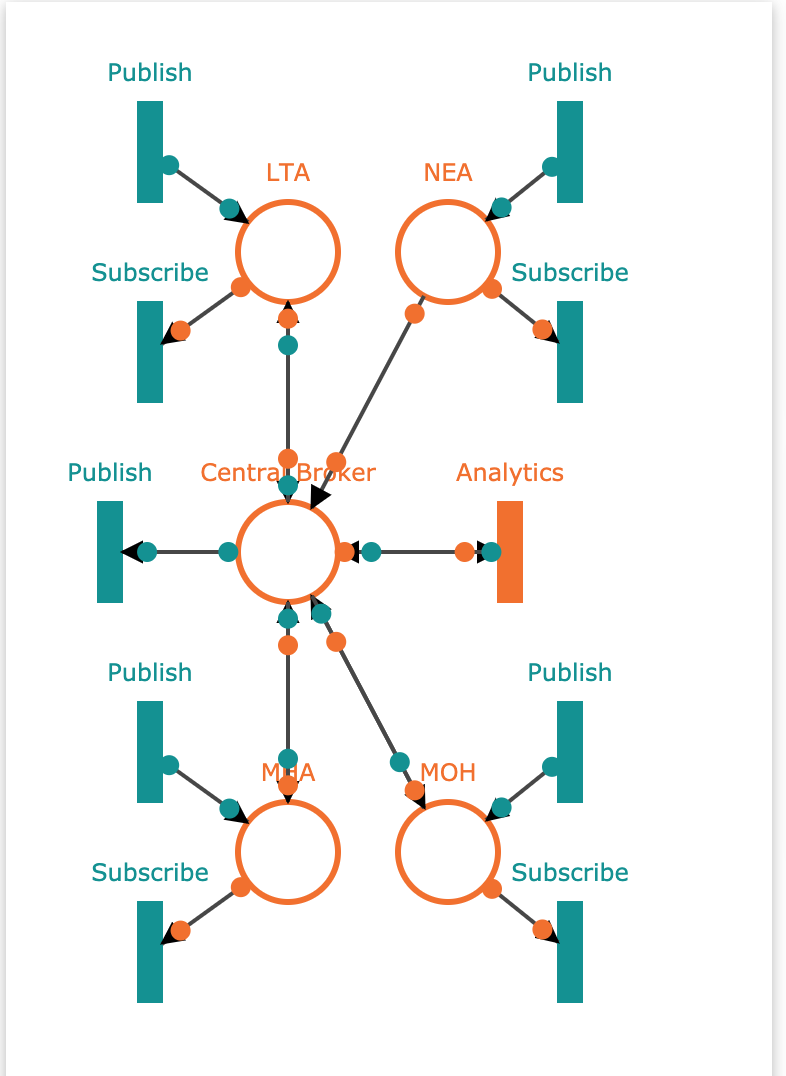 Publish
Publish
LTA
NEA
Subscribe
Subscribe
Publish
Central Broker
Analytics
Publish
Publish
MHA
MOH
Subscribe
Subscribe